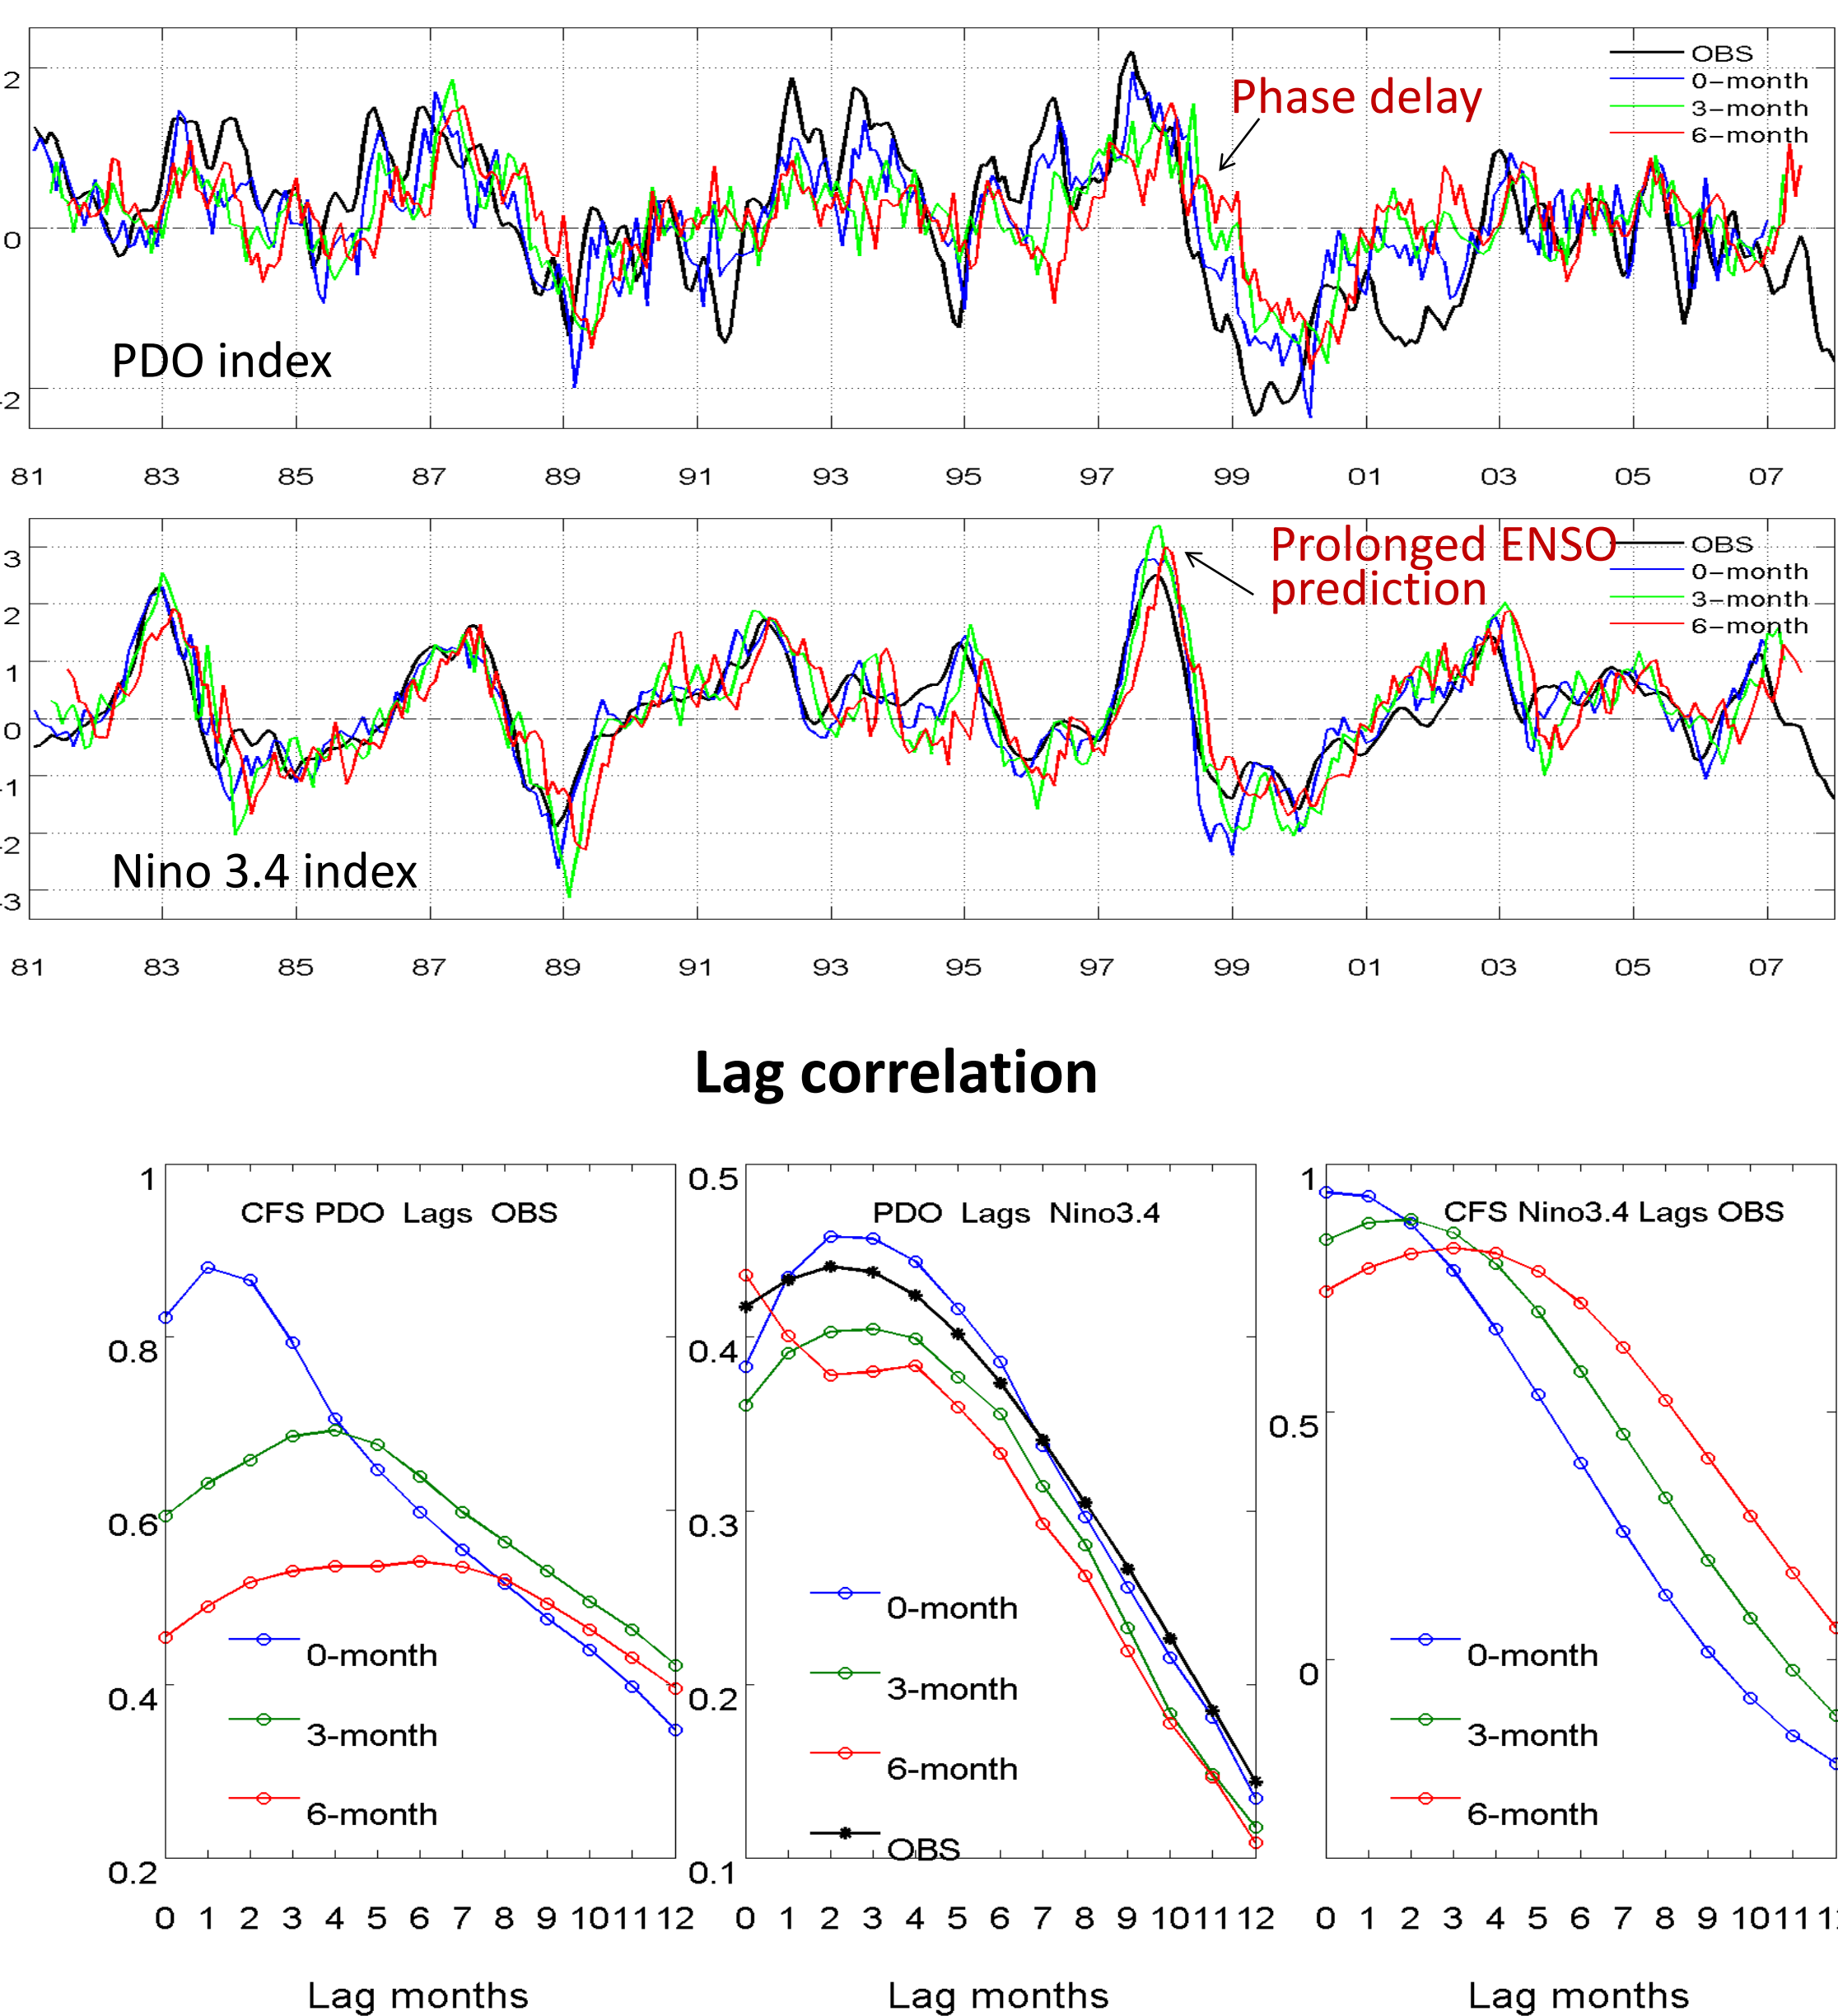 2
0
-2
OBS
0-month
3-month
6-month
Phase delay
PDO index
81 83 85 87 89 91 93 95 97 99 01 03 05 07
3
2
1
0
-1
-2
-3
Prolonged ENSO
prediction
OBS
0-month
3-month
6-month
Nino 3.4 index
81 83 85 87 89 91 93 95 97 99 01 03 05 07
Lag correlation
CFS PDO Lags OBS
1
0.8
0.6
0.4
0.2
0-month
3-month
6-month
0 1 2 3 4 5 6 7 8 9 10 11 12
Lag months
PDO Lags Nino3.4
0.5
0.4
0.3
0.2
0.1
0-month
3-month
6-month
OBS
0 1 2 3 4 5 6 7 8 9 10 11 12
Lag months
CFS Nino3.4 Lags OBS
1
0.5
0
0-month
3-month
6-month
0 1 2 3 4 5 6 7 8 9 10 11
Lag months